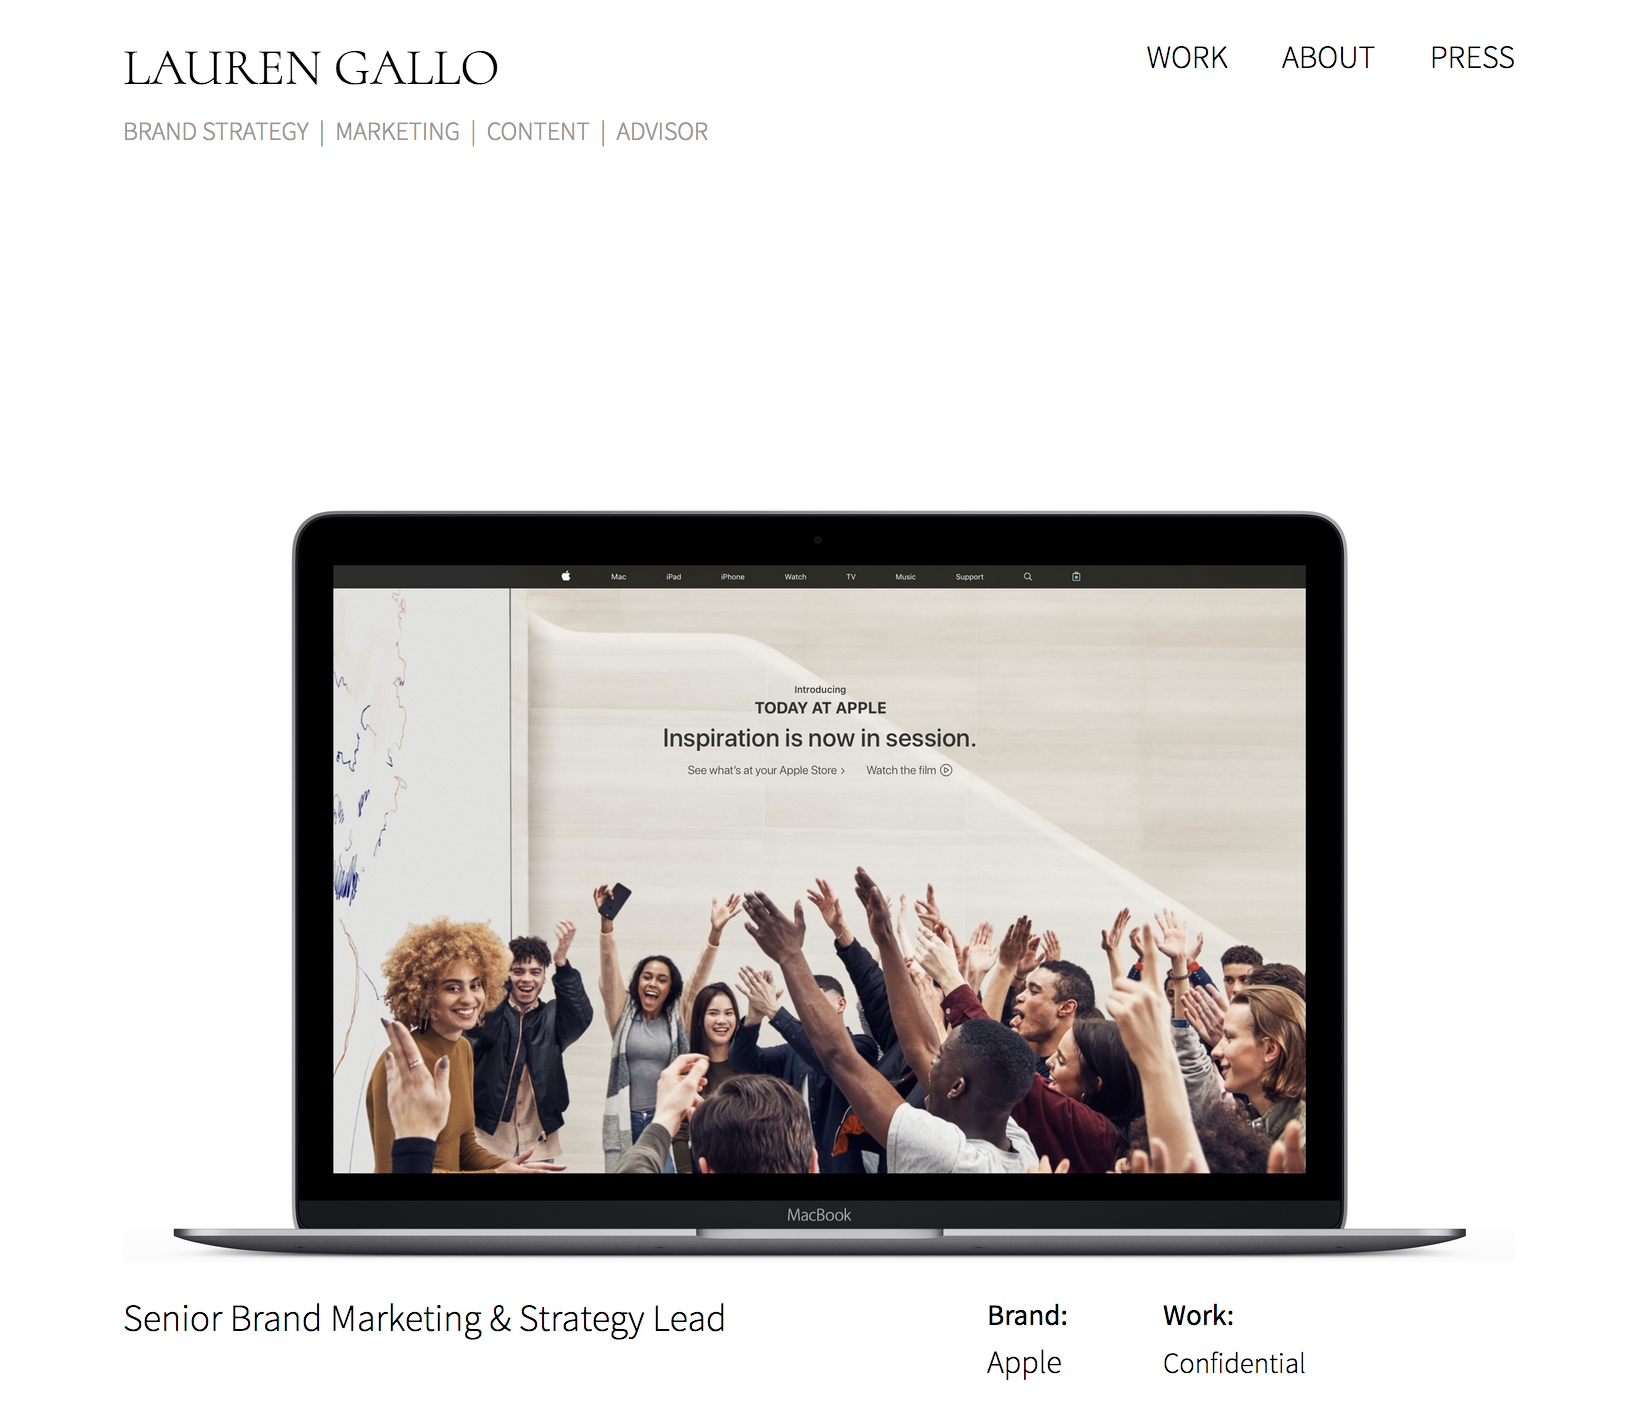 LAUREN GALLO
WORK ABOUT PRESS
BRAND STRATEGY | MARKETING | CONTENT | ADVISOR
Mac iPad iPhone Watch TV Music Support
Introducing
TODAY AT APPLE
Inspiration is now in session.
See what's at your Apple Store › Watch the film
MacBook
Senior Brand Marketing & Strategy Lead
Brand: Work:
Apple Confidential